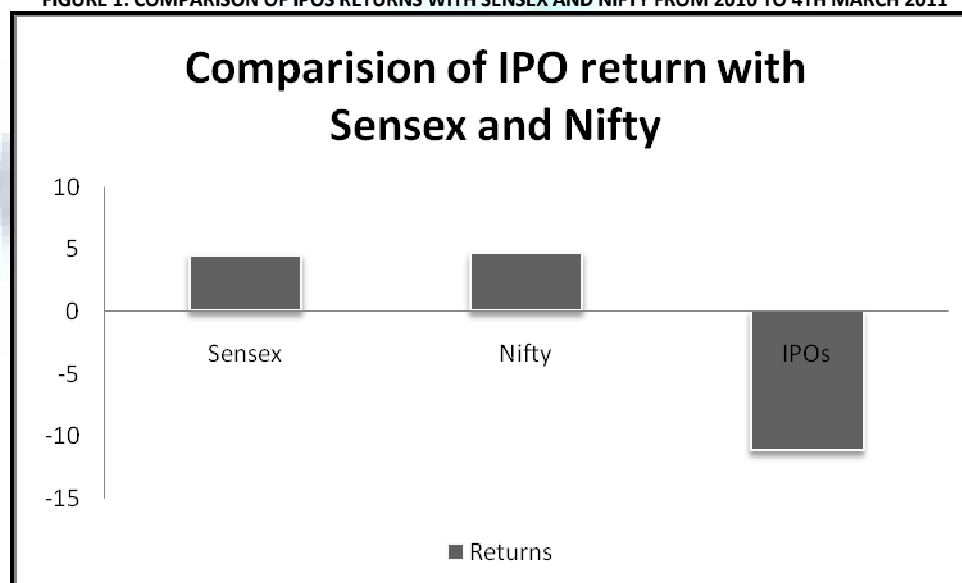 FIGURE 1: COMPARISON OF IPOS RETURNS WITH SENSEX AND NIFTY FROM 2010 TO 4TH MARCH 2011
Comparision of IPO return with
Sensex and Nifty
10
5
0
Sensex Nifty IPOs
-5
-10
-15
Returns